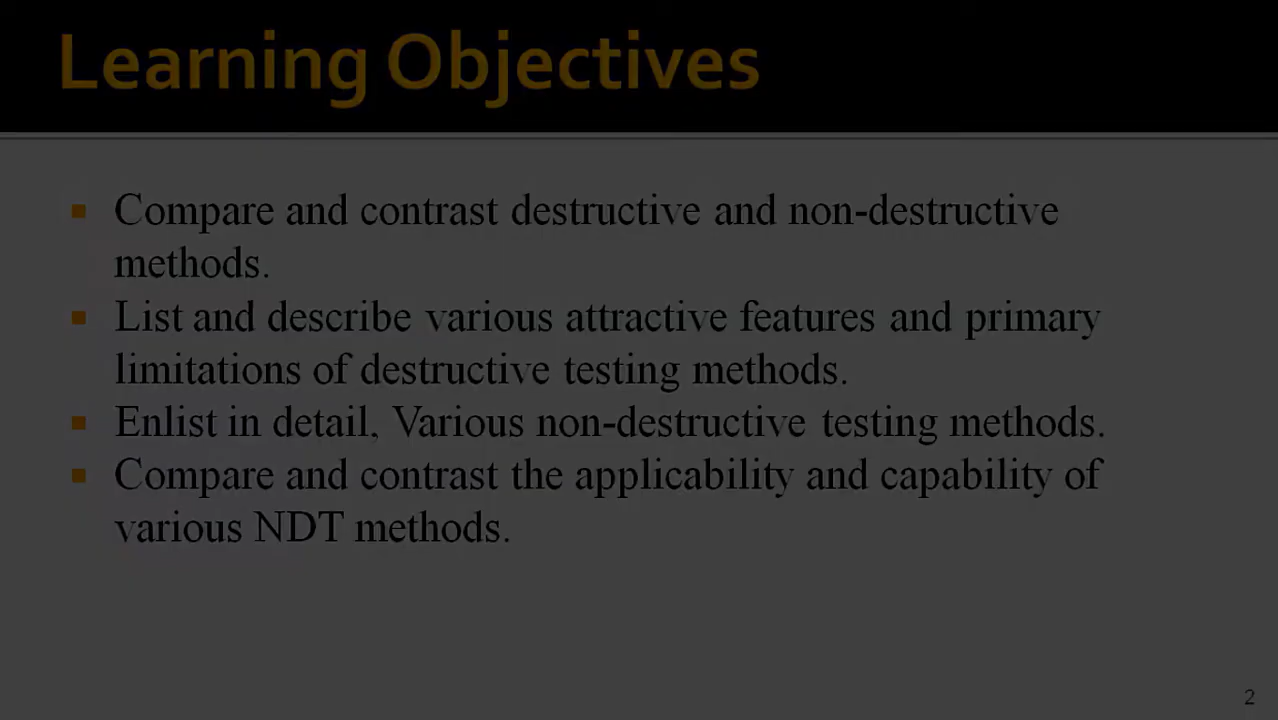 Learning Objectives
Compare and contrast destructive and non-destructive
methods.
List and describe various attractive features and primary
limitations of destructive testing methods.
Enlist in detail, Various non-destructive testing methods.
Compare and contrast the applicability and capability of
various NDT methods.
2